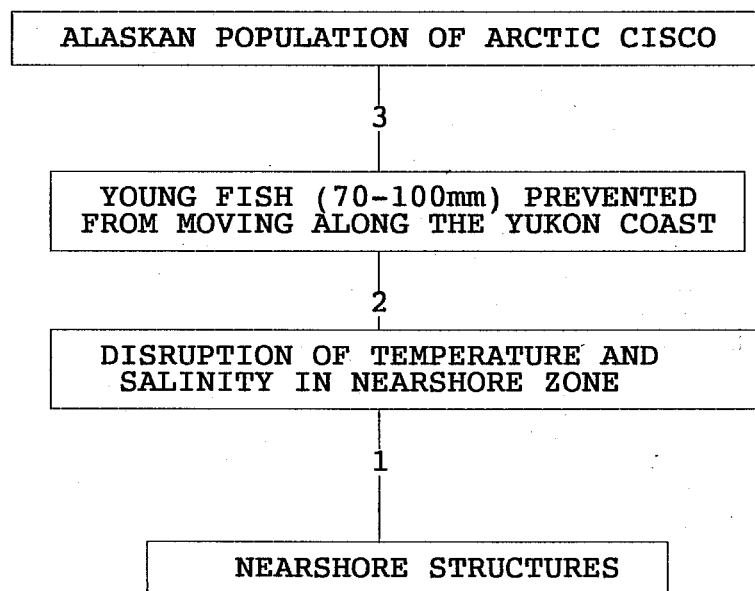 ALASKAN POPULATION OF ARCTIC CISCO
3
YOUNG FISH (70-100mm) PREVENTED
FROM MOVING ALONG THE YUKON COAST
2
DISRUPTION OF TEMPERATURE AND
SALINITY IN NEARSHORE ZONE
1
NEARSHORE STRUCTURES